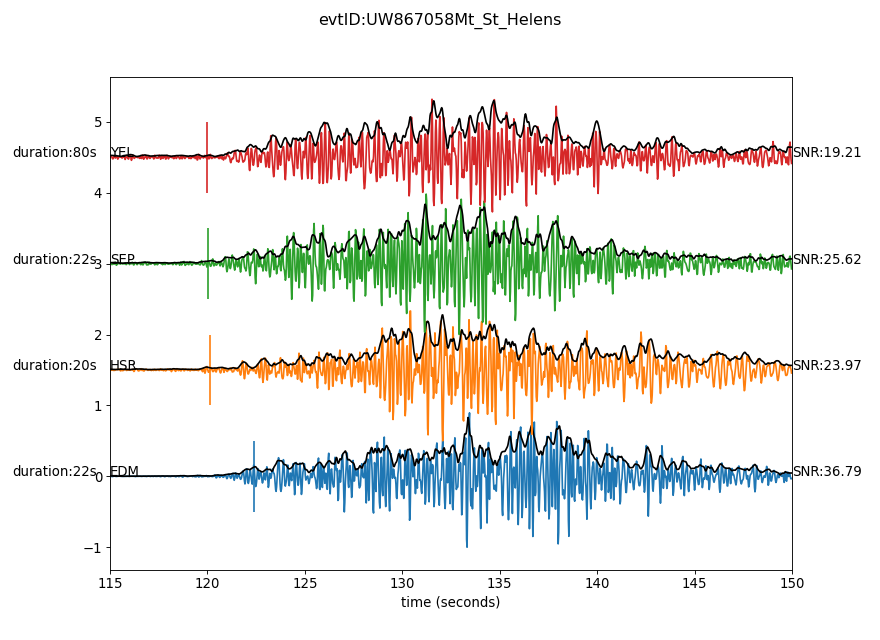 evtID:UW867058Mt_St_Helens
5
duration:80s YEL SNR:19.21
4
duration:22s SEP SNR:25.62
3
2
duration:20s HSR SNR:23.97
1
duration:22s EDM SNR:36.79
0
−1
115 120 125 130 135 140 145 150
time (seconds)